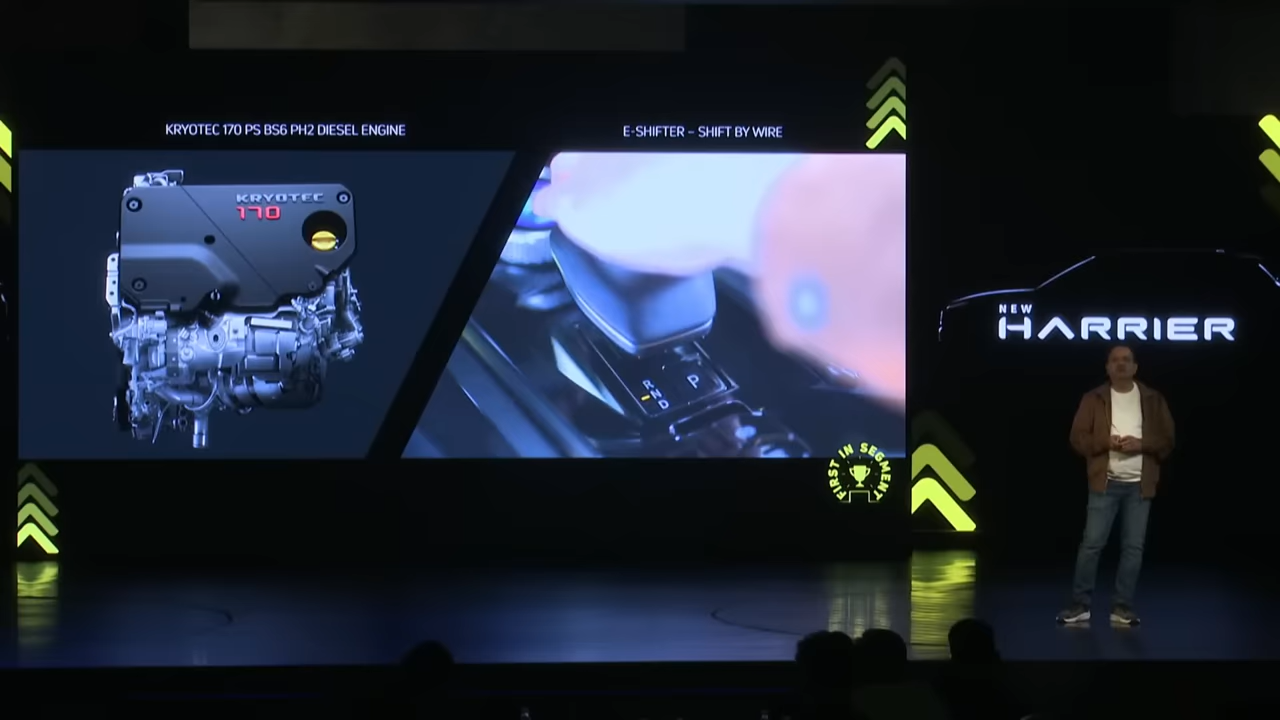 KRYOTEC 170 PS BS6 PH2 DIESEL ENGINE
E-SHIFTER – SHIFT BY WIRE
KRYOTEC
170
R
N
D
P
FIRST IN SEGMENT
NEW
HARRIER